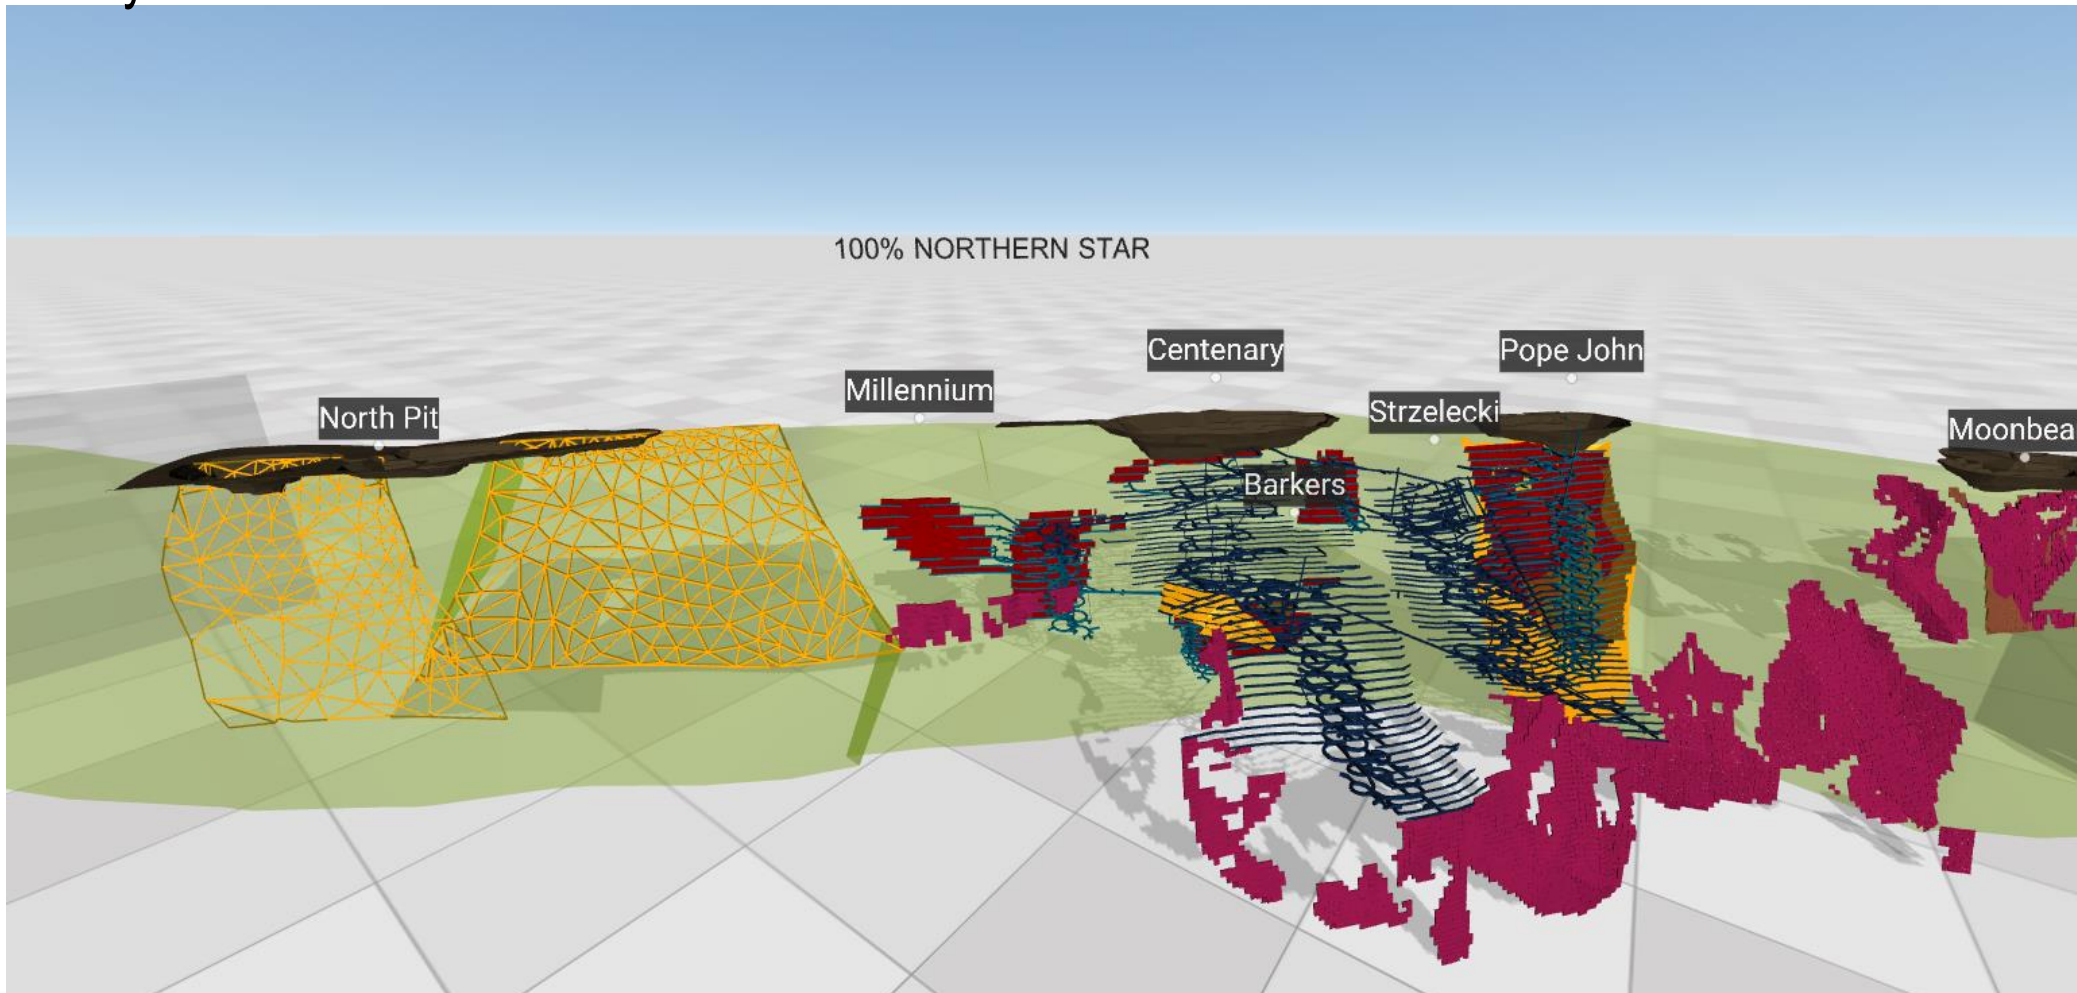 100% NORTHERN STAR
Centenary
Pope John
Millennium
Strzelecki
North Pit
Moonbea
Barkers